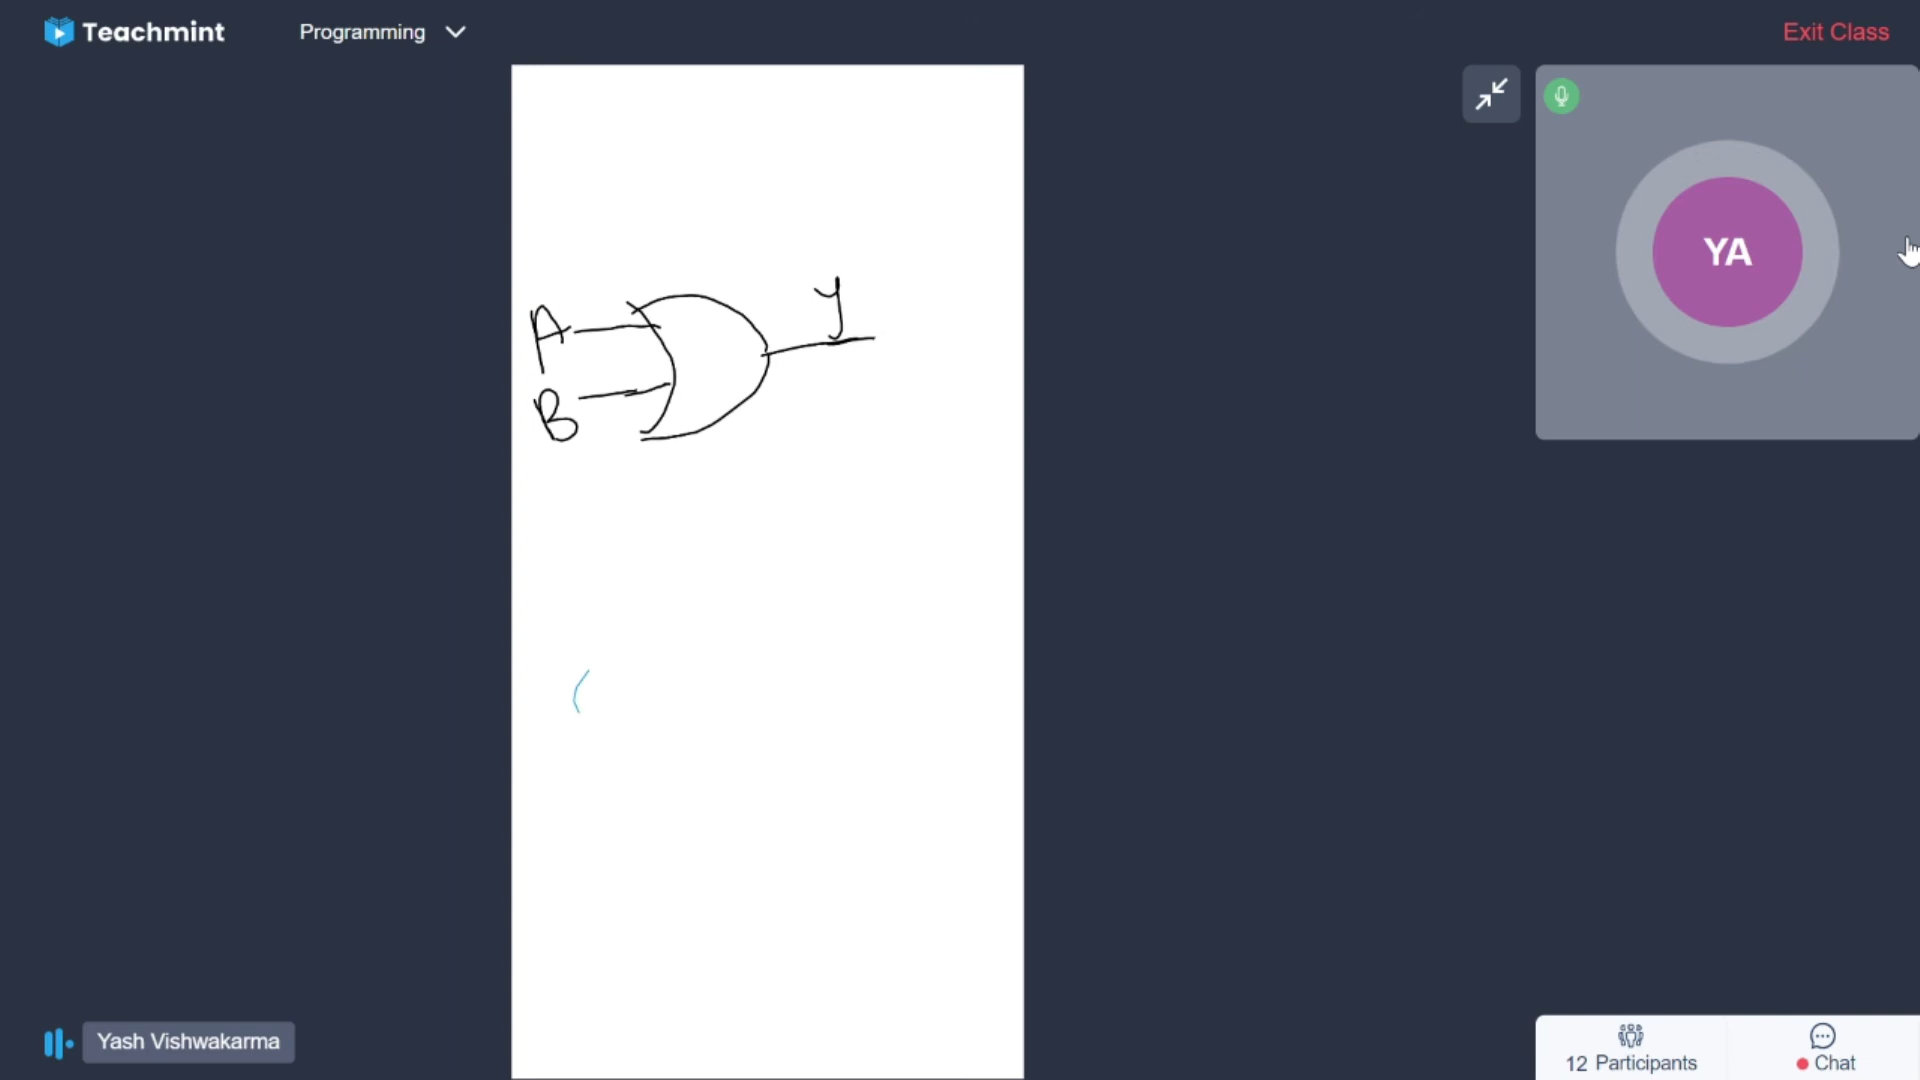 Teachmint
Programming
Exit Class
YA
A
y
B
Yash Vishwakarma
12 Participants
Chat